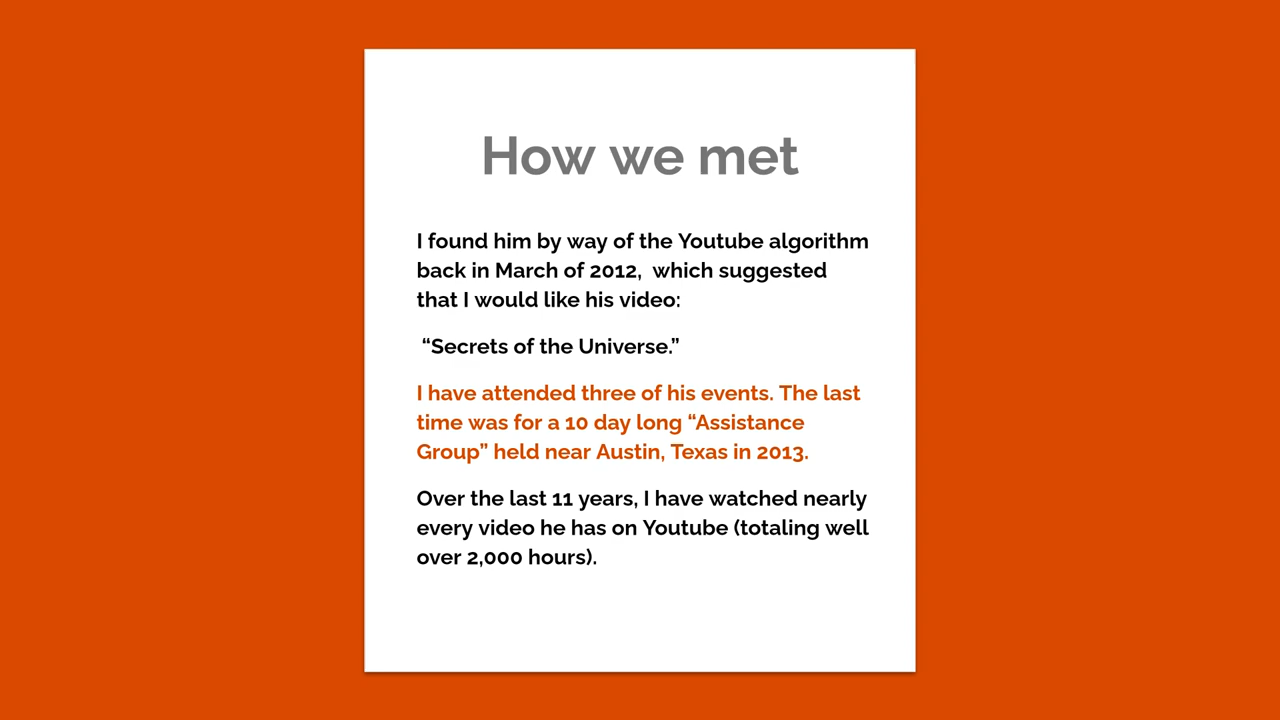 How we met
I found him by way of the Youtube algorithm
back in March of 2012,  which suggested
that I would like his video:
“Secrets of the Universe.”
I have attended three of his events. The last
time was for a 10 day long “Assistance
Group” held near Austin, Texas in 2013.
Over the last 11 years, I have watched nearly
every video he has on Youtube (totaling well
over 2,000 hours).